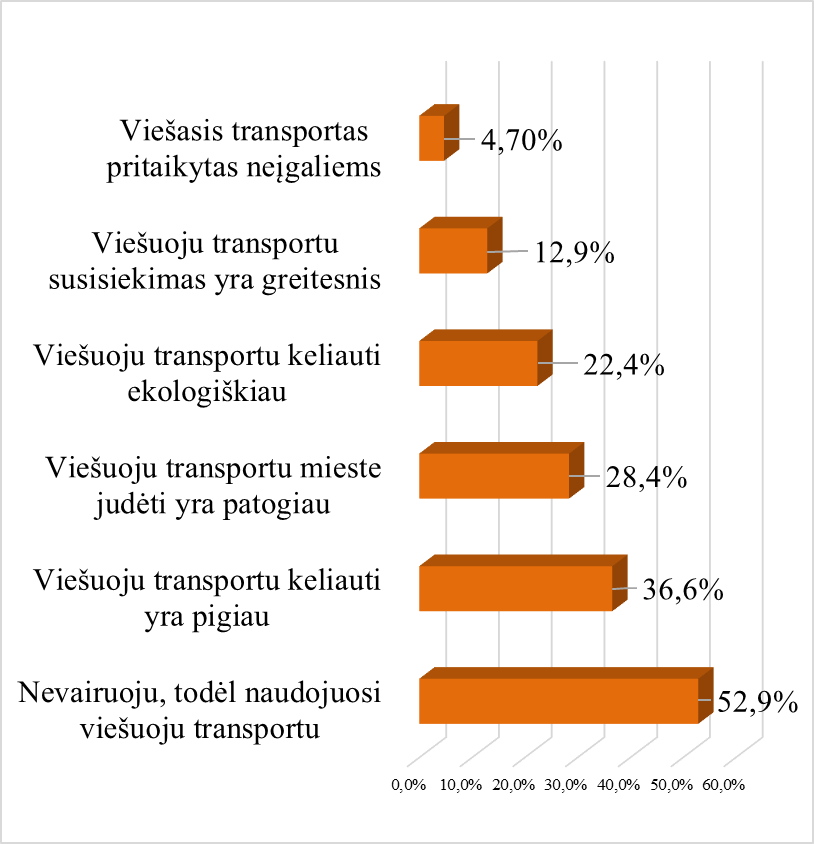 Viešasis transportas
pritaikytas neįgaliems
4,70%
Viešuoju transportu
susisiekimas yra greitesnis
12,9%
Viešuoju transportu keliauti
ekologiškiau
22,4%
Viešuoju transportu mieste
judėti yra patogiau
28,4%
Viešuoju transportu keliauti
yra pigiau
36,6%
Nevairuoju, todėl naudojuosi
viešuoju transportu
52,9%
0,0% 10,0% 20,0% 30,0% 40,0% 50,0% 60,0%